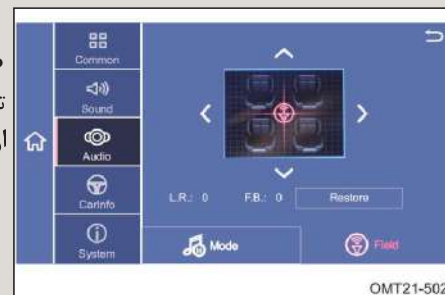 Common
Sound
Audio
Carinfo
System
L.R.: 0
F.B.: 0
Restore
Mode
Field
OMT21-502